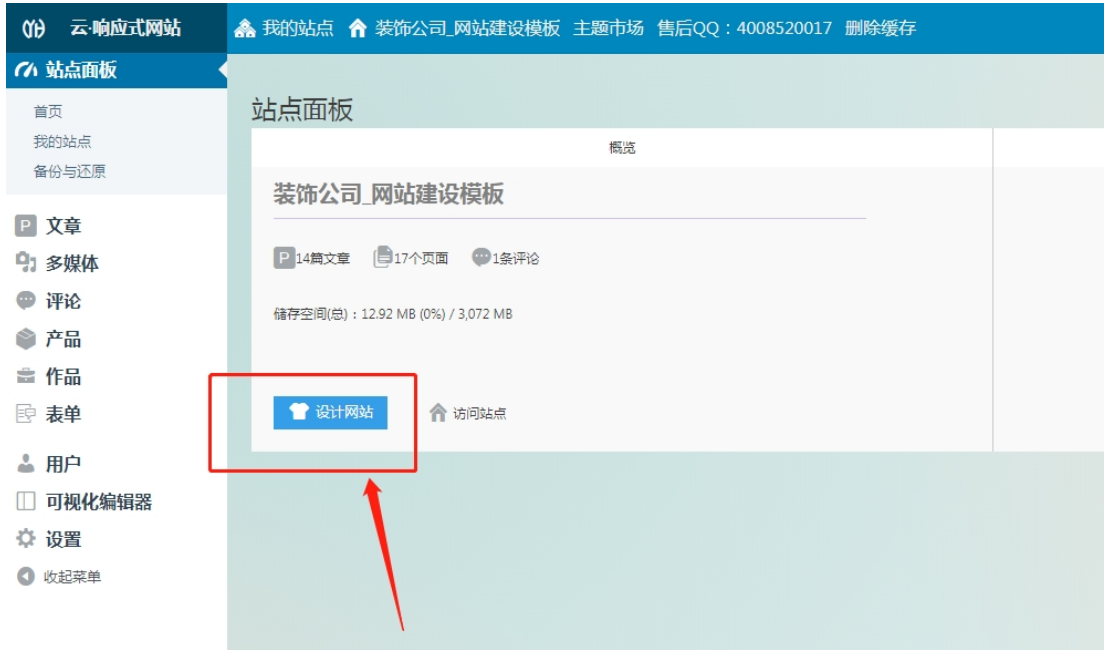 云·响应式网站
我的站点 装饰公司_网站建设模板 主题市场 售后QQ：4008520017 删除缓存
站点面板
首页
我的站点
备份与还原
P 文章
多媒体
评论
产品
作品
表单
用户
可视化编辑器
设置
收起菜单
站点面板
概览
装饰公司_网站建设模板
P 14篇文章 17个页面 1条评论
储存空间(总)：12.92 MB (0%) / 3,072 MB
设计网站 访问站点